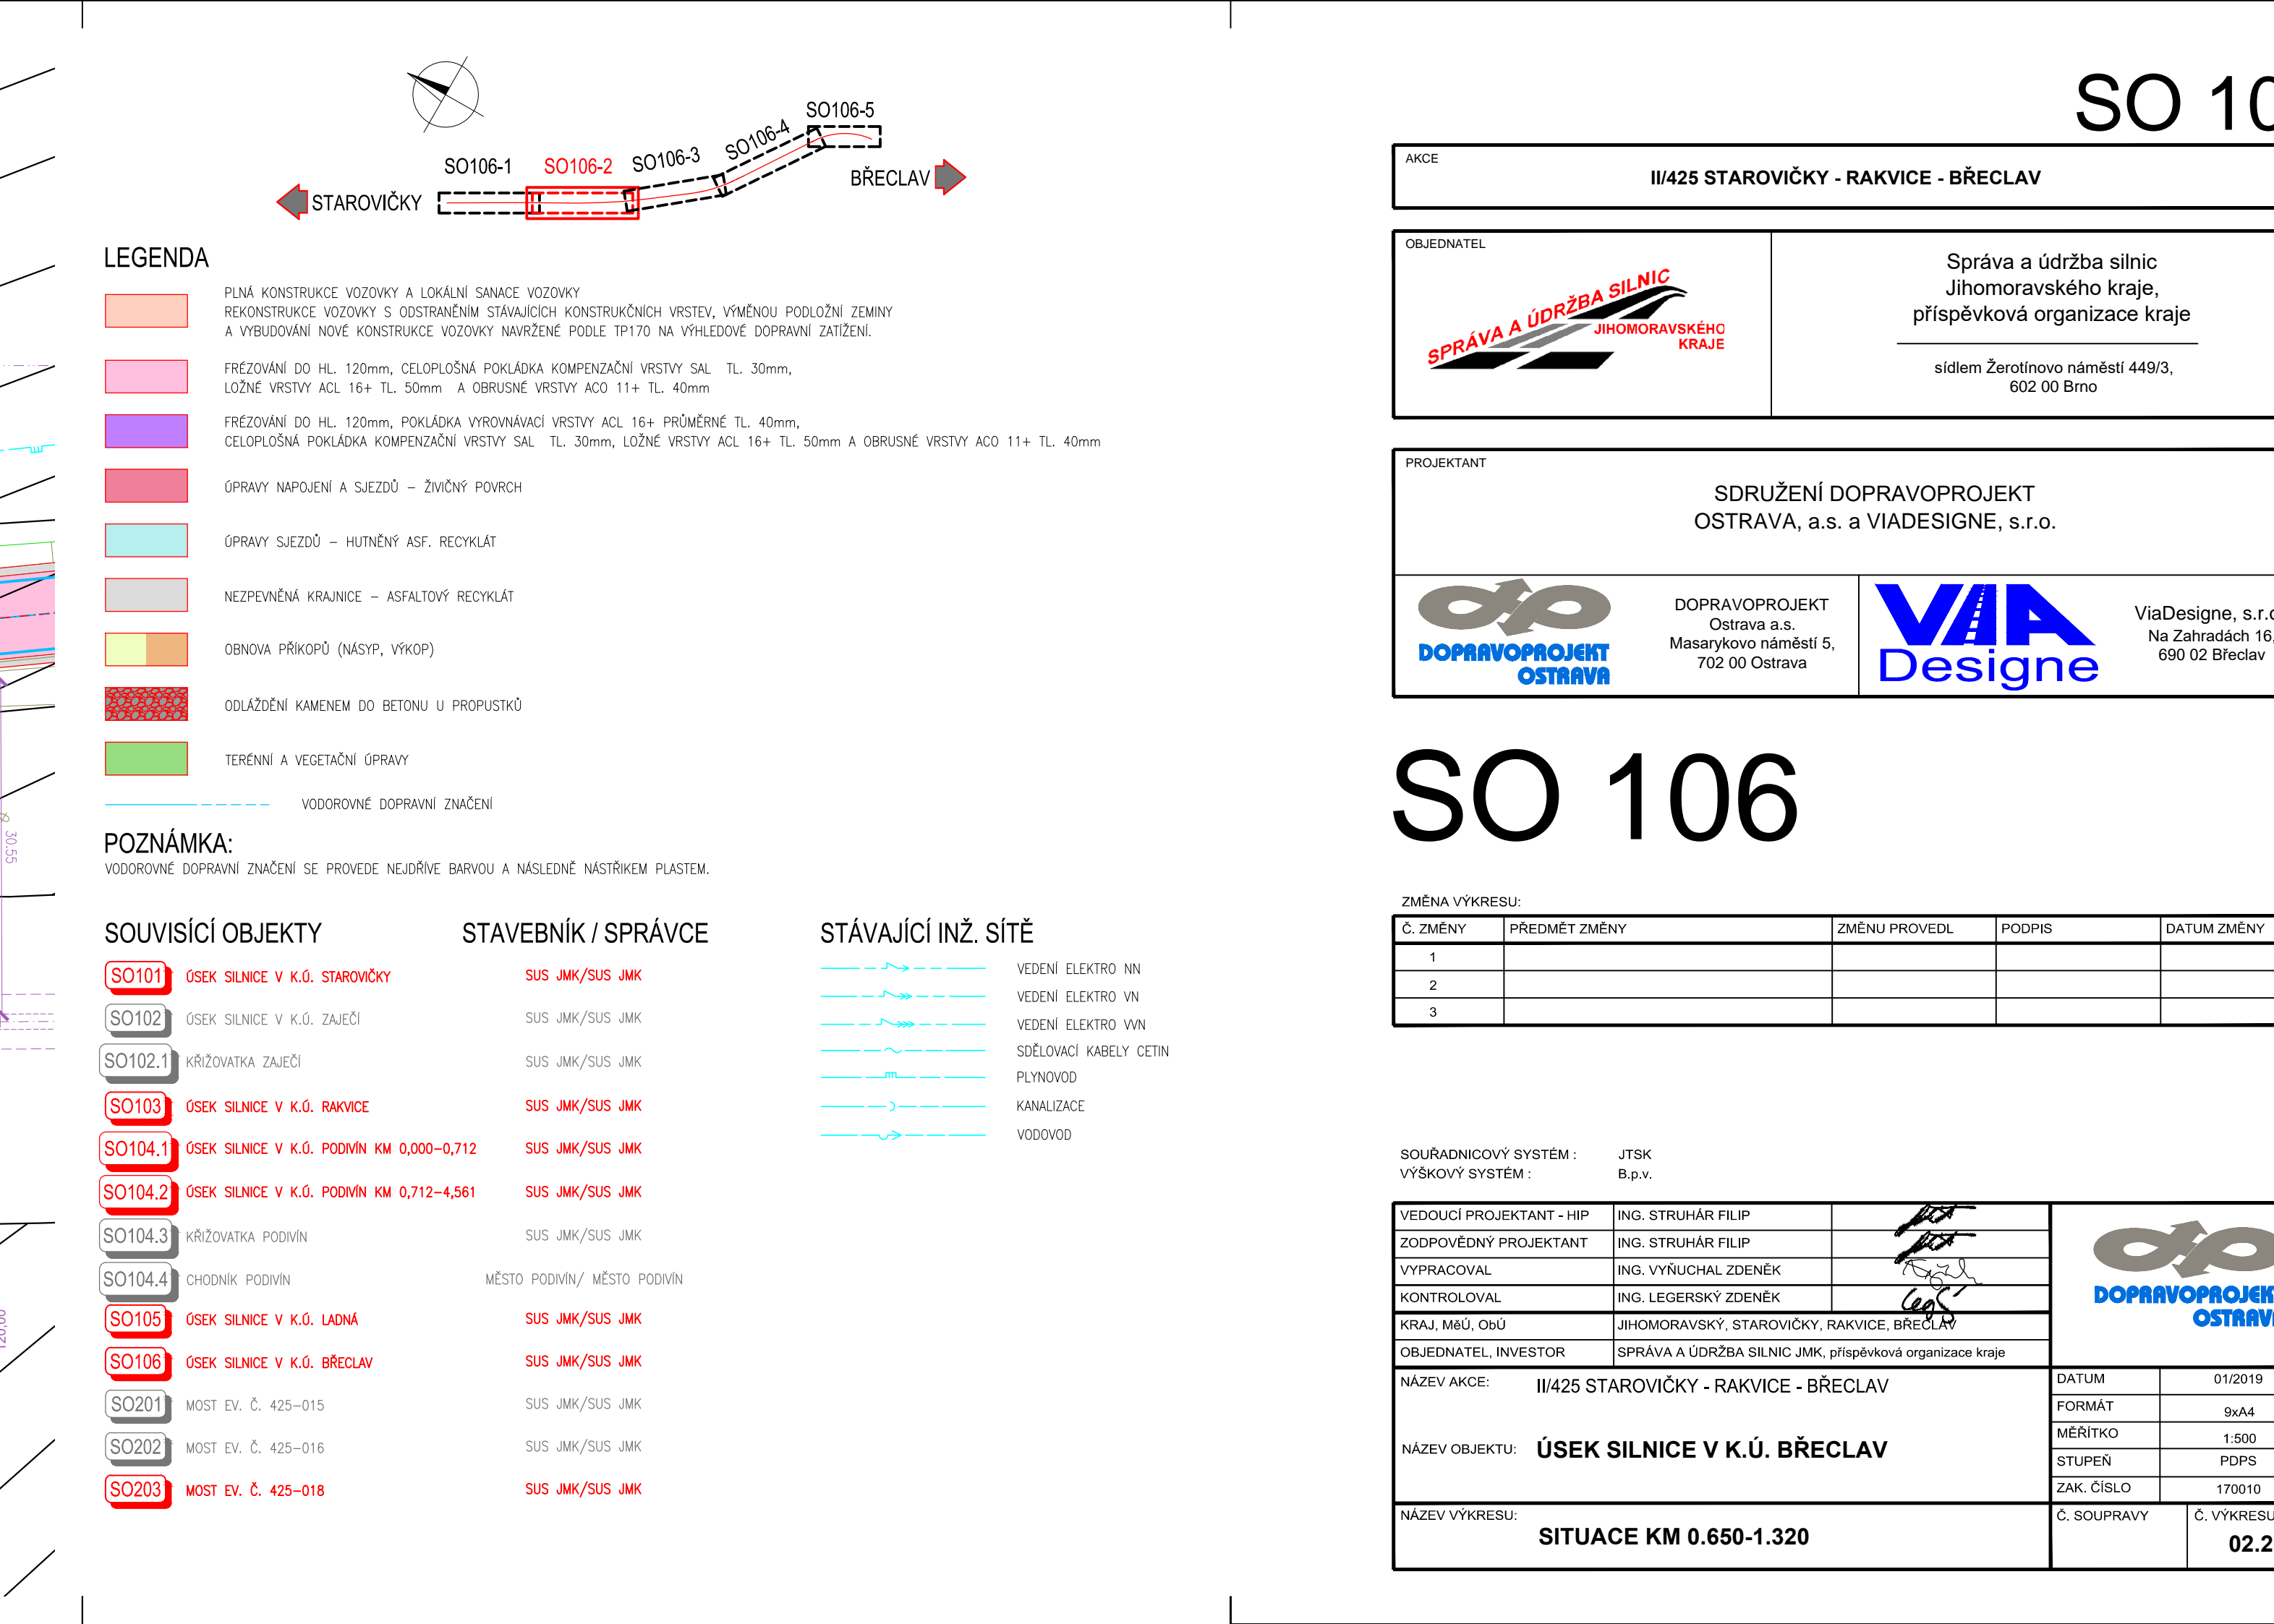 SO106-5
SO106-4
SO106-3
SO106-2
SO106-1
BŘECLAV
STAROVIČKY
LEGENDA
PLNÁ KONSTRUKCE VOZOVKY A LOKÁLNÍ SANACE VOZOVKY
REKONSTRUKCE VOZOVKY S ODSTRANĚNÍM STÁVAJÍCÍCH KONSTRUKČNÍCH VRSTEV, VÝMĚNOU PODLOŽNÍ ZEMINY
A VYBUDOVÁNÍ NOVÉ KONSTRUKCE VOZOVKY NAVRŽENÉ PODLE TP170 NA VÝHLEDOVÉ DOPRAVNÍ ZATÍŽENÍ.
FRÉZOVÁNÍ DO HL. 120mm, CELOPLOŠNÁ POKLÁDKA KOMPENZAČNÍ VRSTVY SAL TL. 30mm,
LOŽNÉ VRSTVY ACL 16+ TL. 50mm A OBRUSNÉ VRSTVY ACO 11+ TL. 40mm
FRÉZOVÁNÍ DO HL. 120mm, POKLÁDKA VYROVNÁVACÍ VRSTVY ACL 16+ PRŮMĚRNÉ TL. 40mm,
CELOPLOŠNÁ POKLÁDKA KOMPENZAČNÍ VRSTVY SAL TL. 30mm, LOŽNÉ VRSTVY ACL 16+ TL. 50mm A OBRUSNÉ VRSTVY ACO 11+ TL. 40mm
ÚPRAVY NAPOJENÍ A SJEZDŮ – ŽIVIČNÝ POVRCH
ÚPRAVY SJEZDŮ – HUTNĚNÝ ASF. RECYKLÁT
NEZPEVNĚNÁ KRAJNICE – ASFALTOVÝ RECYKLÁT
OBNOVA PŘÍKOPŮ (NÁSYP, VÝKOP)
ODLÁŽDĚNÍ KAMENEM DO BETONU U PROPUSTKŮ
TERÉNNÍ A VEGETAČNÍ ÚPRAVY
VODOROVNÉ DOPRAVNÍ ZNAČENÍ
30.55
POZNÁMKA:
VODOROVNÉ DOPRAVNÍ ZNAČENÍ SE PROVEDE NEJDŘÍVE BARVOU A NÁSLEDNĚ NÁSTŘIKEM PLASTEM.
SOUVISÍCÍ OBJEKTY STAVEBNÍK / SPRÁVCE
SO101 ÚSEK SILNICE V K.Ú. STAROVIČKY SUS JMK/SUS JMK
SO102 ÚSEK SILNICE V K.Ú. ZAJEČÍ SUS JMK/SUS JMK
SO102.1 KŘIŽOVATKA ZAJEČÍ SUS JMK/SUS JMK
SO103 ÚSEK SILNICE V K.Ú. RAKVICE SUS JMK/SUS JMK
SO104.1 ÚSEK SILNICE V K.Ú. PODIVÍN KM 0,000–0,712 SUS JMK/SUS JMK
SO104.2 ÚSEK SILNICE V K.Ú. PODIVÍN KM 0,712–4,561 SUS JMK/SUS JMK
SO104.3 KŘIŽOVATKA PODIVÍN SUS JMK/SUS JMK
SO104.4 CHODNÍK PODIVÍN MĚSTO PODIVÍN/ MĚSTO PODIVÍN
SO105 ÚSEK SILNICE V K.Ú. LADNÁ SUS JMK/SUS JMK
SO106 ÚSEK SILNICE V K.Ú. BŘECLAV SUS JMK/SUS JMK
SO201 MOST EV. Č. 425–015 SUS JMK/SUS JMK
SO202 MOST EV. Č. 425–016 SUS JMK/SUS JMK
SO203 MOST EV. Č. 425–018 SUS JMK/SUS JMK
120,00
STÁVAJÍCÍ INŽ. SÍTĚ
VEDENÍ ELEKTRO NN
VEDENÍ ELEKTRO VN
VEDENÍ ELEKTRO VVN
SDĚLOVACÍ KABELY CETIN
PLYNOVOD
KANALIZACE
VODOVOD
SO 10
AKCE
II/425 STAROVIČKY - RAKVICE - BŘECLAV
OBJEDNATEL
SPRÁVA A ÚDRŽBA SILNIC
JIHOMORAVSKÉHO
KRAJE
Správa a údržba silnic
Jihomoravského kraje,
příspěvková organizace kraje
sídlem Žerotínovo náměstí 449/3,
602 00 Brno
PROJEKTANT
SDRUŽENÍ DOPRAVOPROJEKT
OSTRAVA, a.s. a VIADESIGNE, s.r.o.
DOPRAVOPROJEKT
OSTRAVA
DOPRAVOPROJEKT
Ostrava a.s.
Masarykovo náměstí 5,
702 00 Ostrava
VIA
Designe
ViaDesigne, s.r.o
Na Zahradách 16,
690 02 Břeclav
SO 106
ZMĚNA VÝKRESU:
Č. ZMĚNY PŘEDMĚT ZMĚNY ZMĚNU PROVEDL PODPIS DATUM ZMĚNY
1
2
3
SOUŘADNICOVÝ SYSTÉM : JTSK
VÝŠKOVÝ SYSTÉM : B.p.v.
VEDOUCÍ PROJEKTANT - HIP ING. STRUHÁR FILIP
ZODPOVĚDNÝ PROJEKTANT ING. STRUHÁR FILIP
VYPRACOVAL ING. VYŇUCHAL ZDENĚK
KONTROLOVAL ING. LEGERSKÝ ZDENĚK
KRAJ, MěÚ, ObÚ JIHOMORAVSKÝ, STAROVIČKY, RAKVICE, BŘECLAV
OBJEDNATEL, INVESTOR SPRÁVA A ÚDRŽBA SILNIC JMK, příspěvková organizace kraje
DOPRAVOPROJEK
OSTRAVA
NÁZEV AKCE: II/425 STAROVIČKY - RAKVICE - BŘECLAV
NÁZEV OBJEKTU: ÚSEK SILNICE V K.Ú. BŘECLAV
DATUM 01/2019
FORMÁT 9xA4
MĚŘÍTKO 1:500
STUPEŇ PDPS
ZAK. ČÍSLO 170010
NÁZEV VÝKRESU:
SITUACE KM 0.650-1.320
Č. SOUPRAVY Č. VÝKRESU
02.2